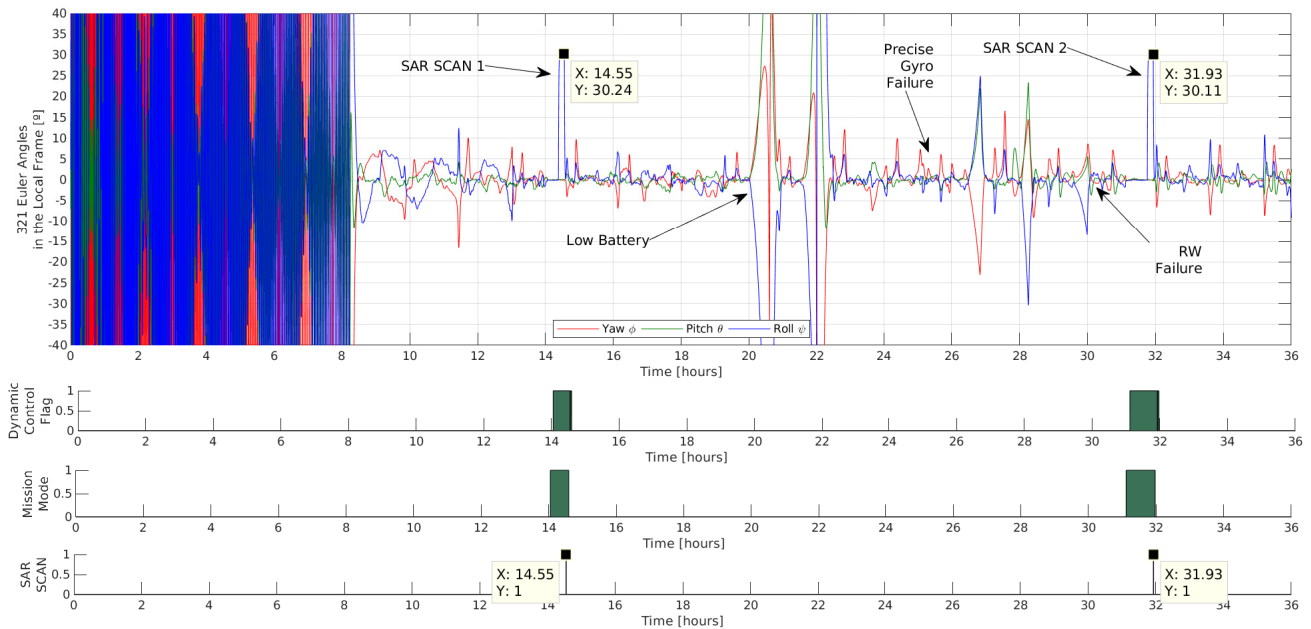 40
35
30
25
20
15
10
5
0
-5
-10
-15
-20
-25
-30
-35
-40
321 Euler Angles
in the Local Frame [º]
SAR SCAN 1
X: 14.55
Y: 30.24
Low Battery
Precise
Gyro
Failure
SAR SCAN 2
X: 31.93
Y: 30.11
RW
Failure
Yaw ϕ Pitch θ Roll ψ
0 2 4 6 8 10 12 14 16 18 20 22 24 26 28 30 32 34 36
Time [hours]
Dynamic
Control
Flag
1
0.5
0
0 2 4 6 8 10 12 14 16 18 20 22 24 26 28 30 32 34 36
Time [hours]
Mission
Mode
1
0.5
0
0 2 4 6 8 10 12 14 16 18 20 22 24 26 28 30 32 34 36
Time [hours]
SAR
SCAN
1
0.5
0
X: 14.55
Y: 1
X: 31.93
Y: 1
0 2 4 6 8 10 12 14 16 18 20 22 24 26 28 30 32 34 36
Time [hours]